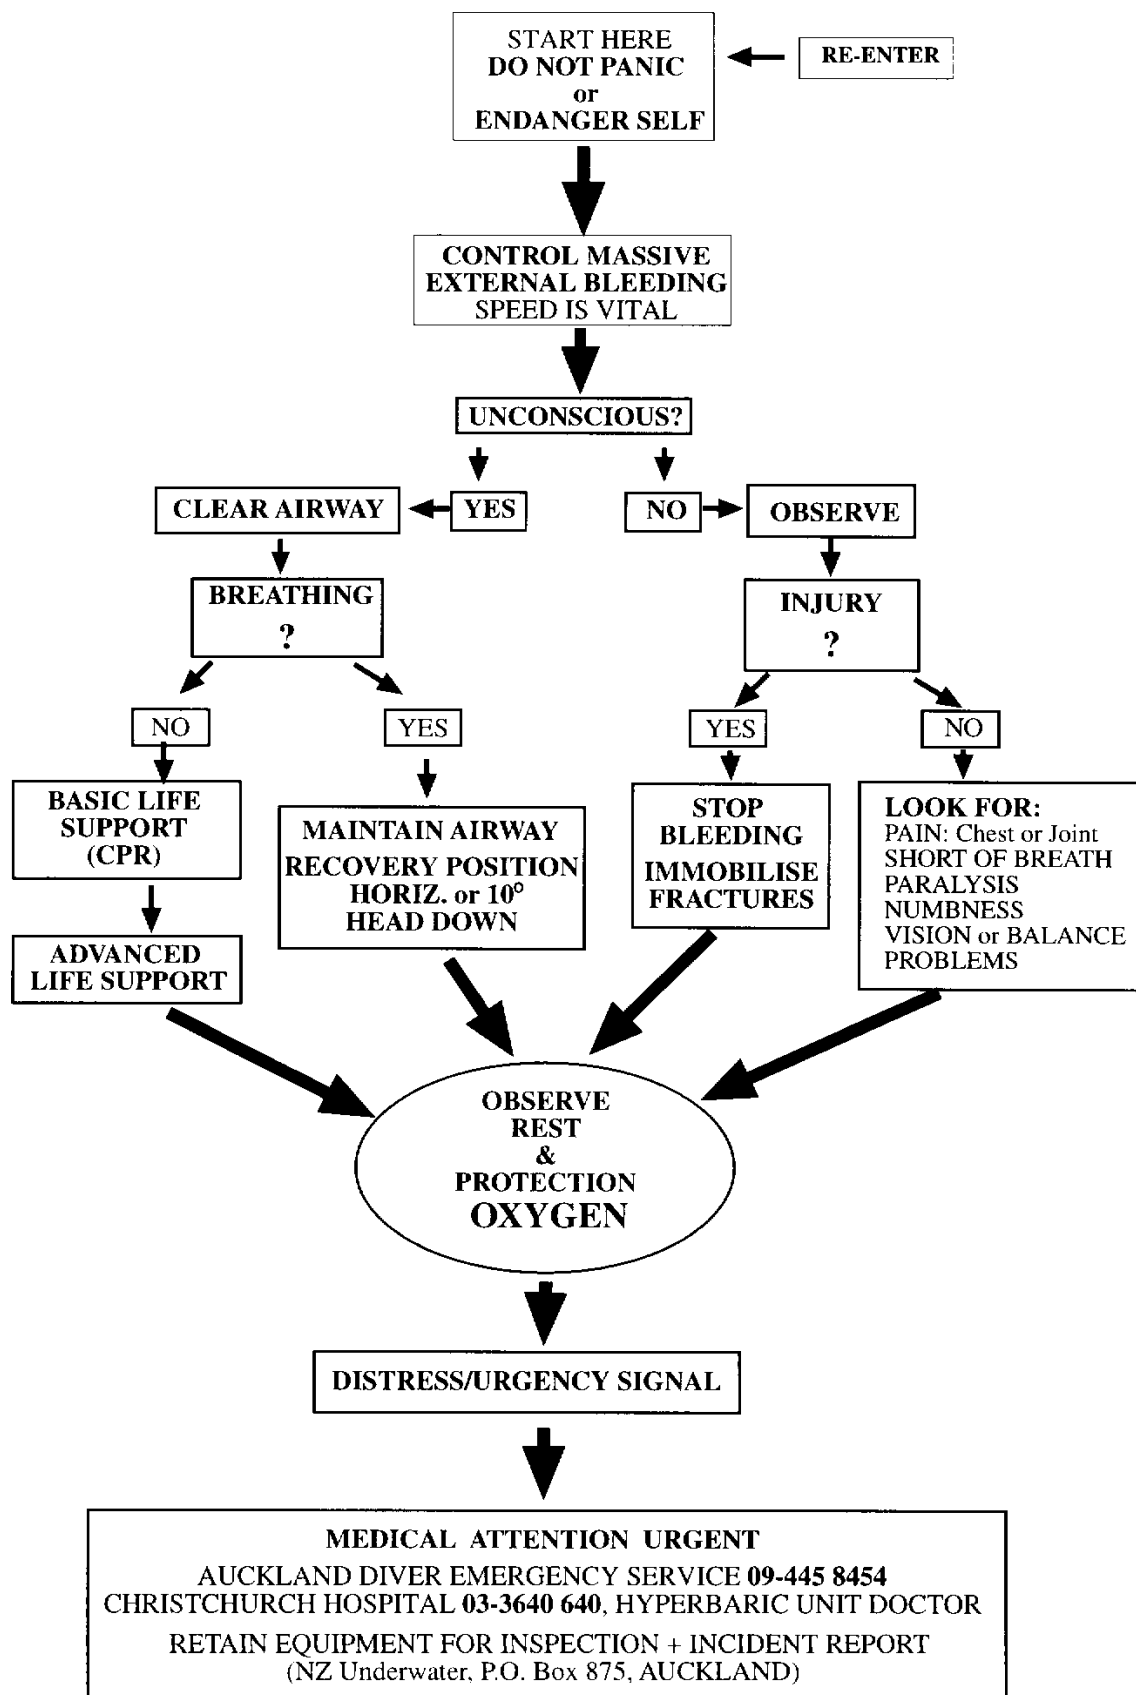 START HERE
DO NOT PANIC
or
ENDANGER SELF
RE-ENTER
CONTROL MASSIVE
EXTERNAL BLEEDING
SPEED IS VITAL
UNCONSCIOUS?
YES
NO
CLEAR AIRWAY
OBSERVE
BREATHING
?
INJURY
?
NO
YES
YES
NO
BASIC LIFE
SUPPORT
(CPR)
ADVANCED
LIFE SUPPORT
MAINTAIN AIRWAY
RECOVERY POSITION
HORIZ. or 10°
HEAD DOWN
STOP
BLEEDING
IMMOBILISE
FRACTURES
LOOK FOR:
PAIN: Chest or Joint
SHORT OF BREATH
PARALYSIS
NUMBNESS
VISION or BALANCE
PROBLEMS
OBSERVE
REST
&
PROTECTION
OXYGEN
DISTRESS/URGENCY SIGNAL
MEDICAL ATTENTION URGENT
AUCKLAND DIVER EMERGENCY SERVICE 09-445 8454
CHRISTCHURCH HOSPITAL 03-3640 640, HYPERBARIC UNIT DOCTOR
RETAIN EQUIPMENT FOR INSPECTION + INCIDENT REPORT
(NZ Underwater, P.O. Box 875, AUCKLAND)